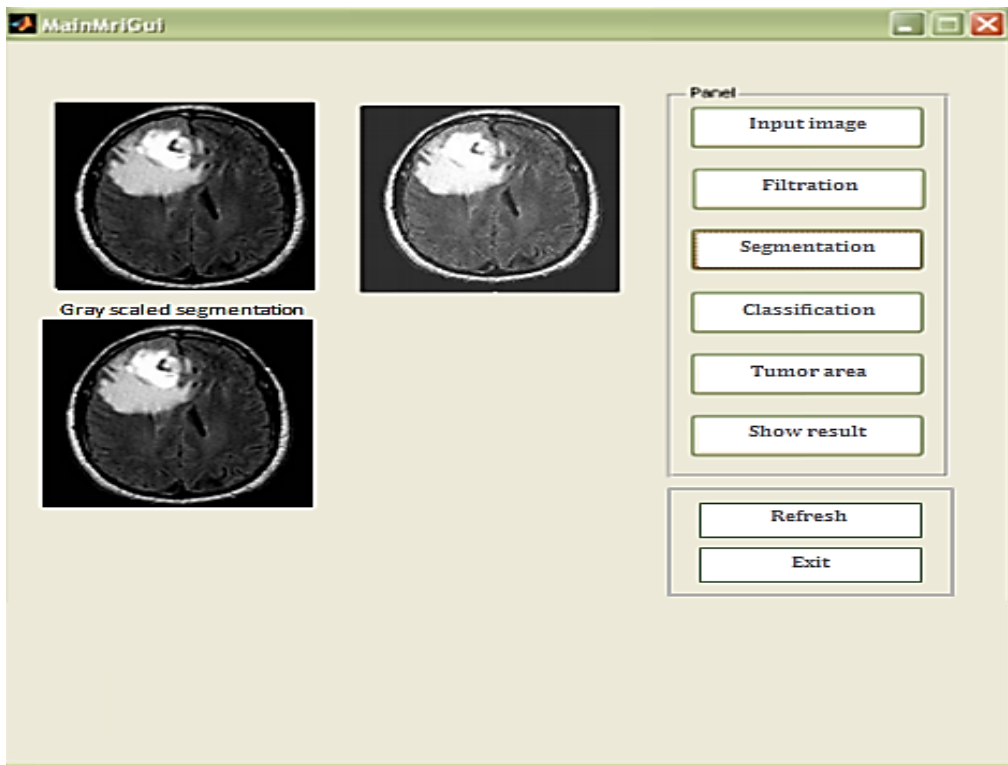 MainMriGui
Gray scaled segmentation
Panel
Input image
Filtration
Segmentation
Classification
Tumor area
Show result
Refresh
Exit